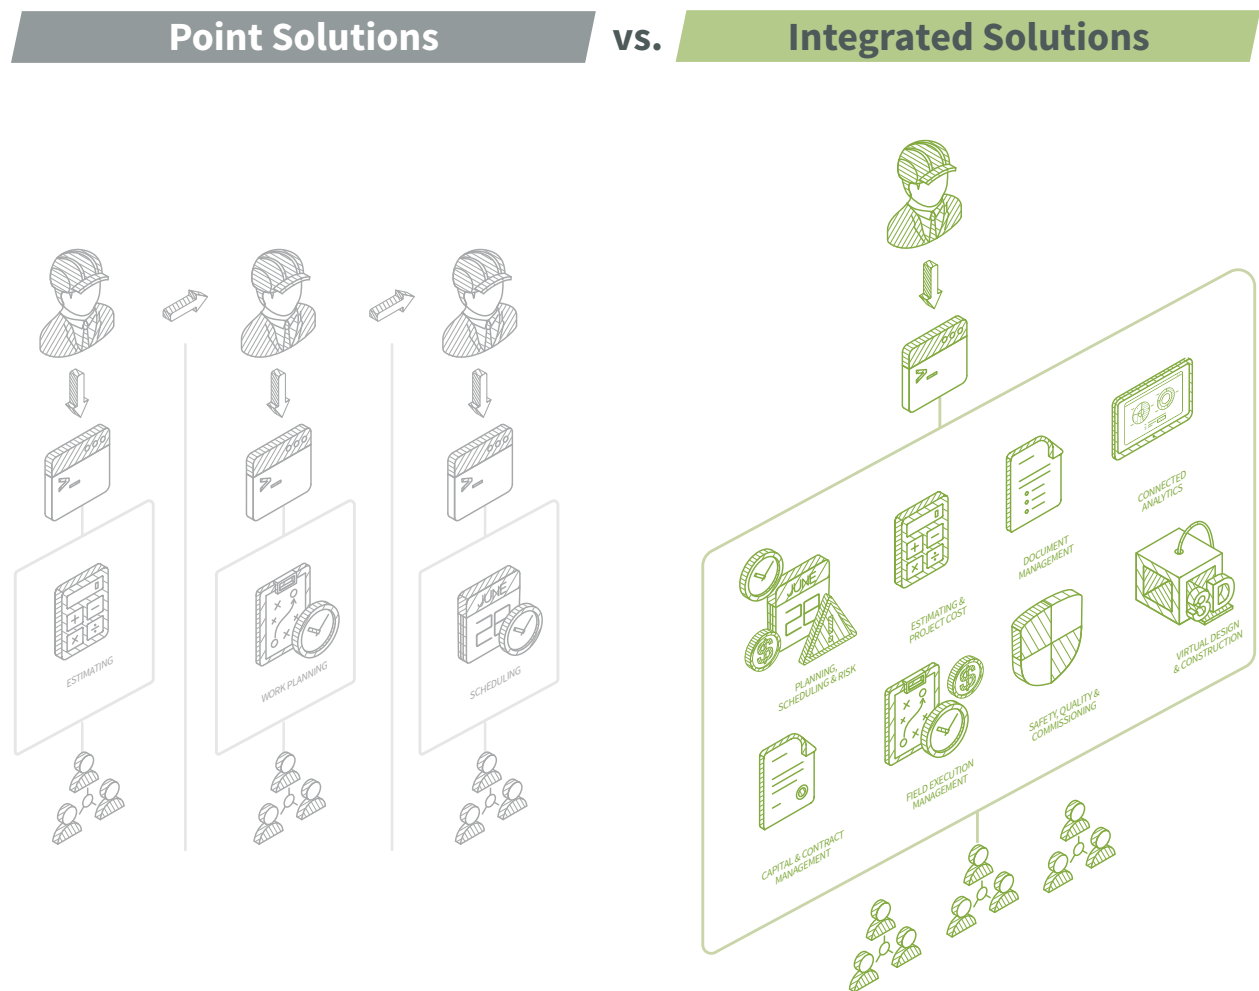 Point Solutions
vs.
Integrated Solutions
ESTIMATING
JUNE
WORK PLANNING
SCHEDULING
CONNECTED
ANALYTICS
DOCUMENT
MANAGEMENT
ESTIMATING &
PROJECT COST
JUNE
3D
VIRTUAL DESIGN
& CONSTRUCTION
PLANNING,
SCHEDULING & RISK
SAFETY, QUALITY &
COMMISSIONING
FIELD EXECUTION
MANAGEMENT
CAPITAL & CONTRACT
MANAGEMENT